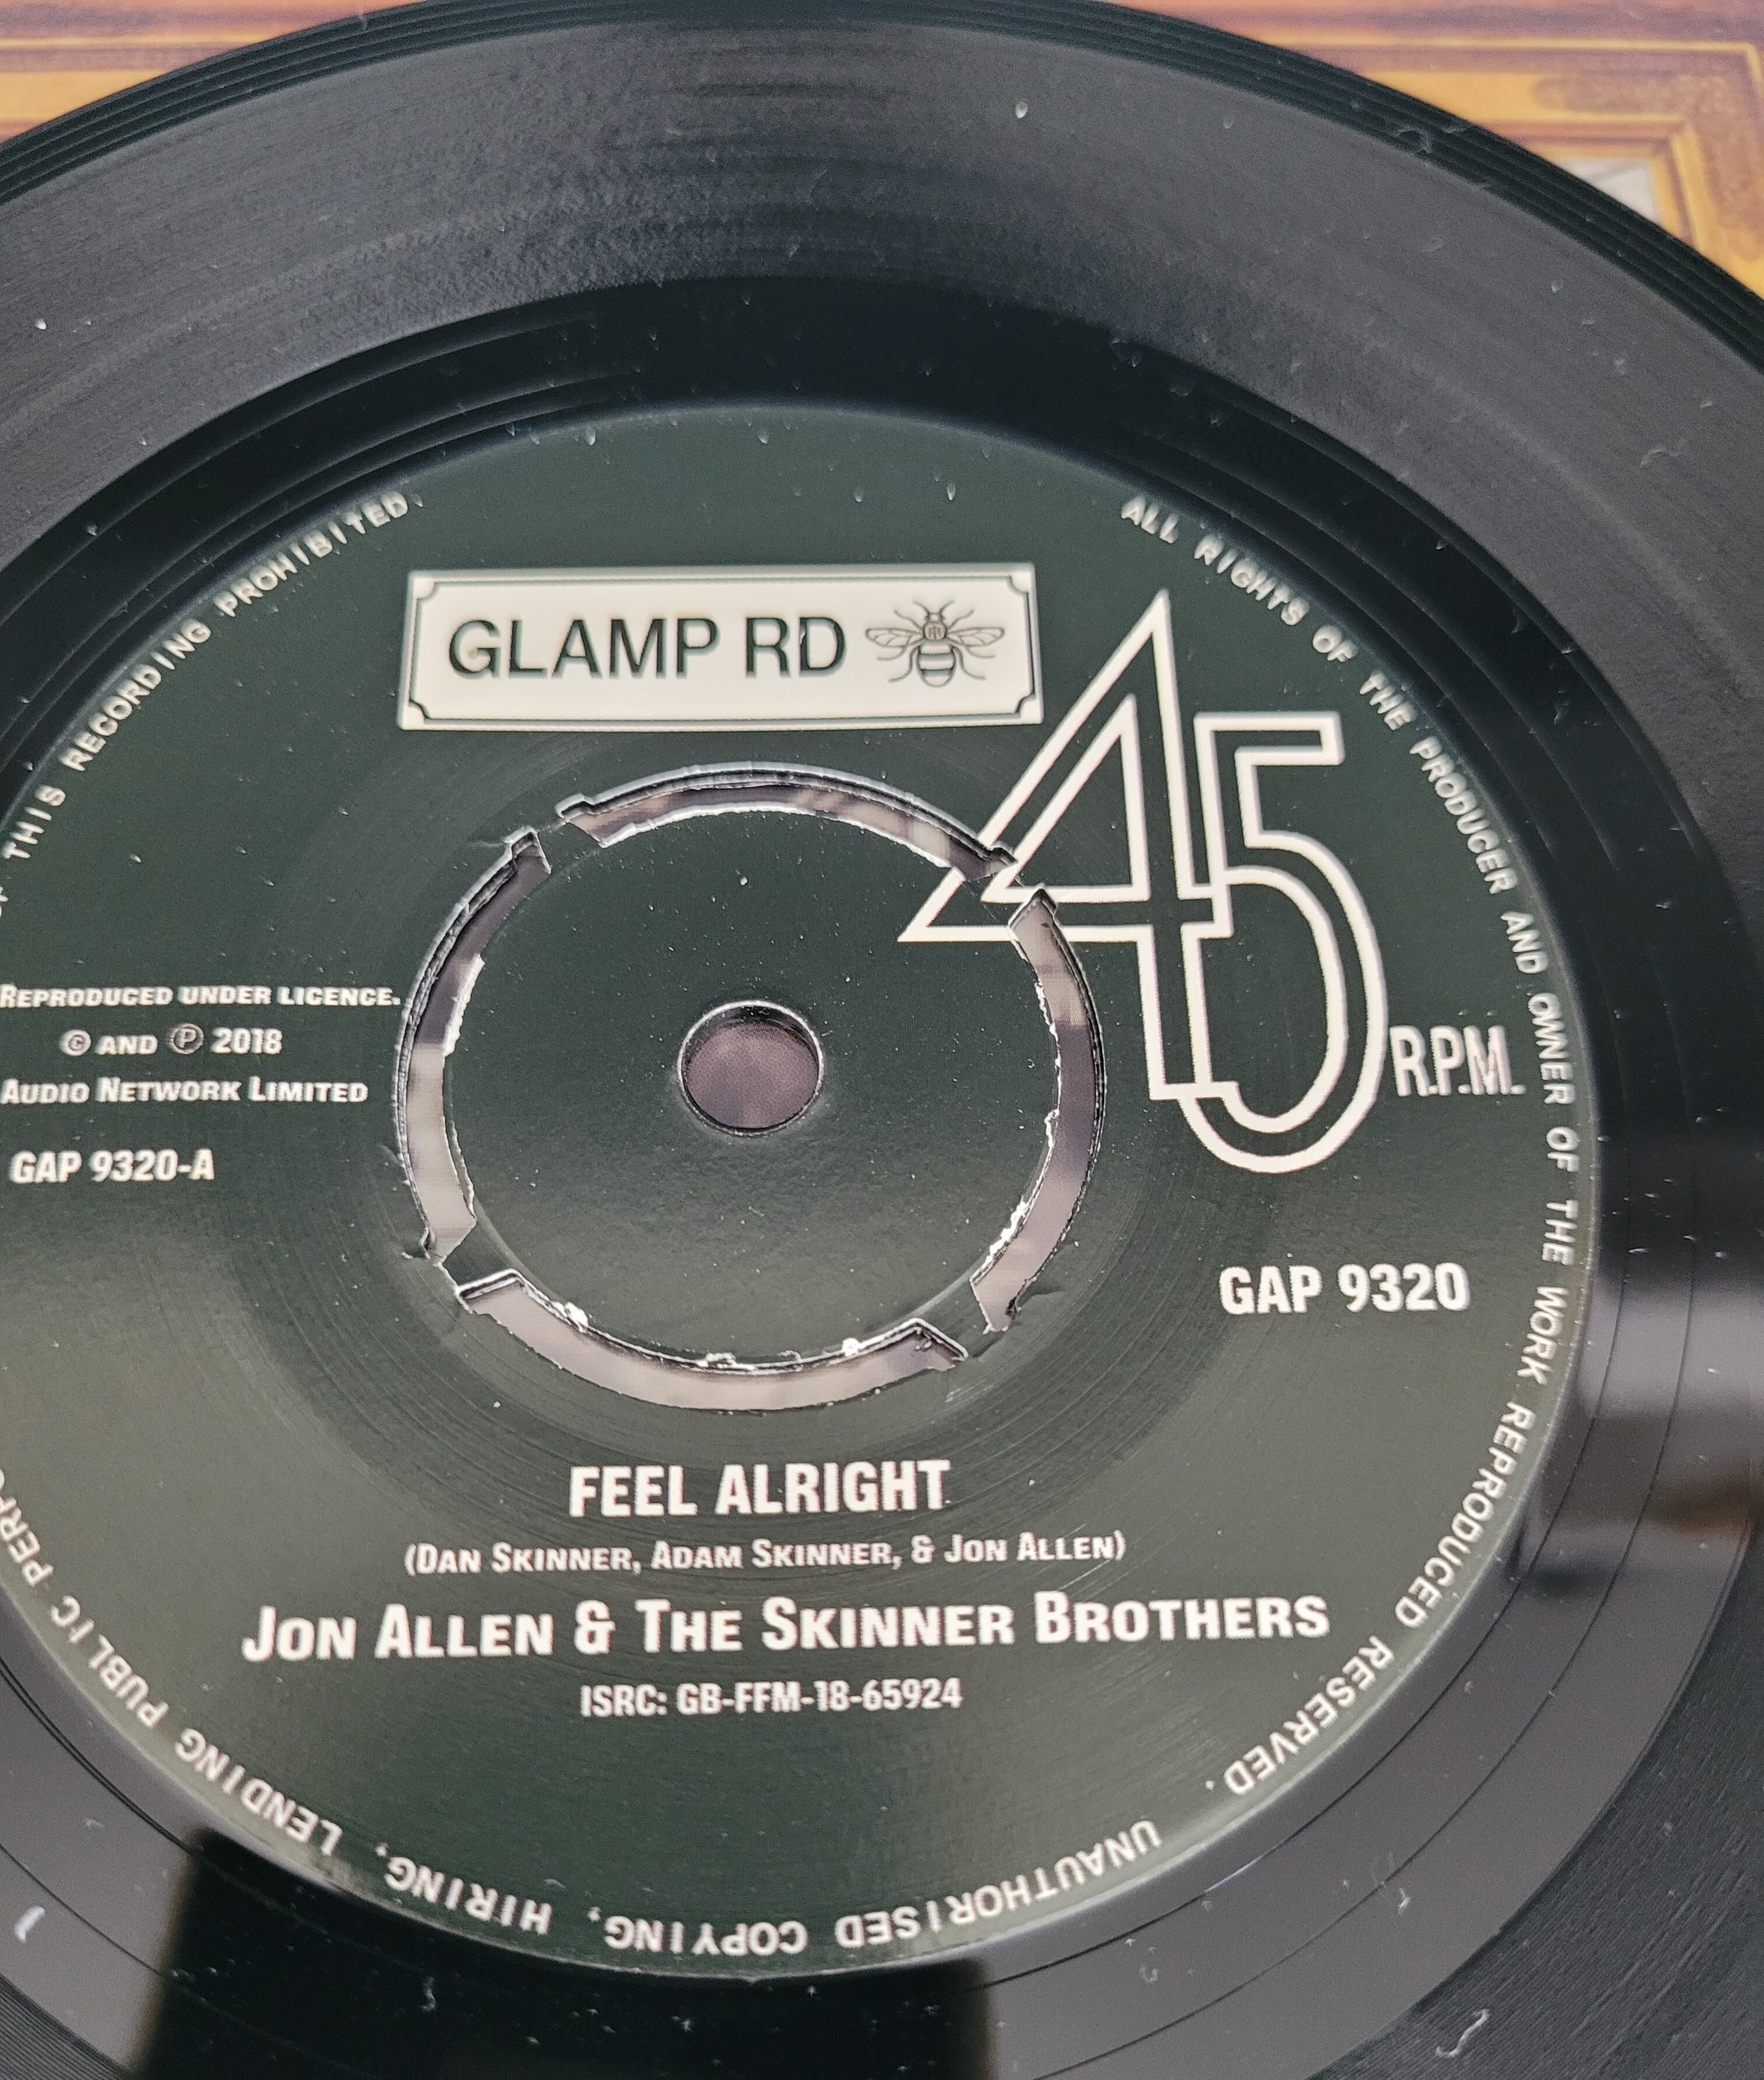 GLAMP RD
45
R.P.M.
REPRODUCED UNDER LICENCE.
© AND ℗ 2018
AUDIO NETWORK LIMITED
GAP 9320-A
GAP 9320
FEEL ALRIGHT
(DAN SKINNER, ADAM SKINNER, & JON ALLEN)
JON ALLEN & THE SKINNER BROTHERS
ISRC: GB-FFM-18-65924
ALL RIGHTS OF THE PRODUCER AND OWNER OF THE WORK REPRODUCED RESERVED. UNAUTHORISED COPYING, HIRING, LENDING PUBLIC THIS RECORDING PROHIBITED.